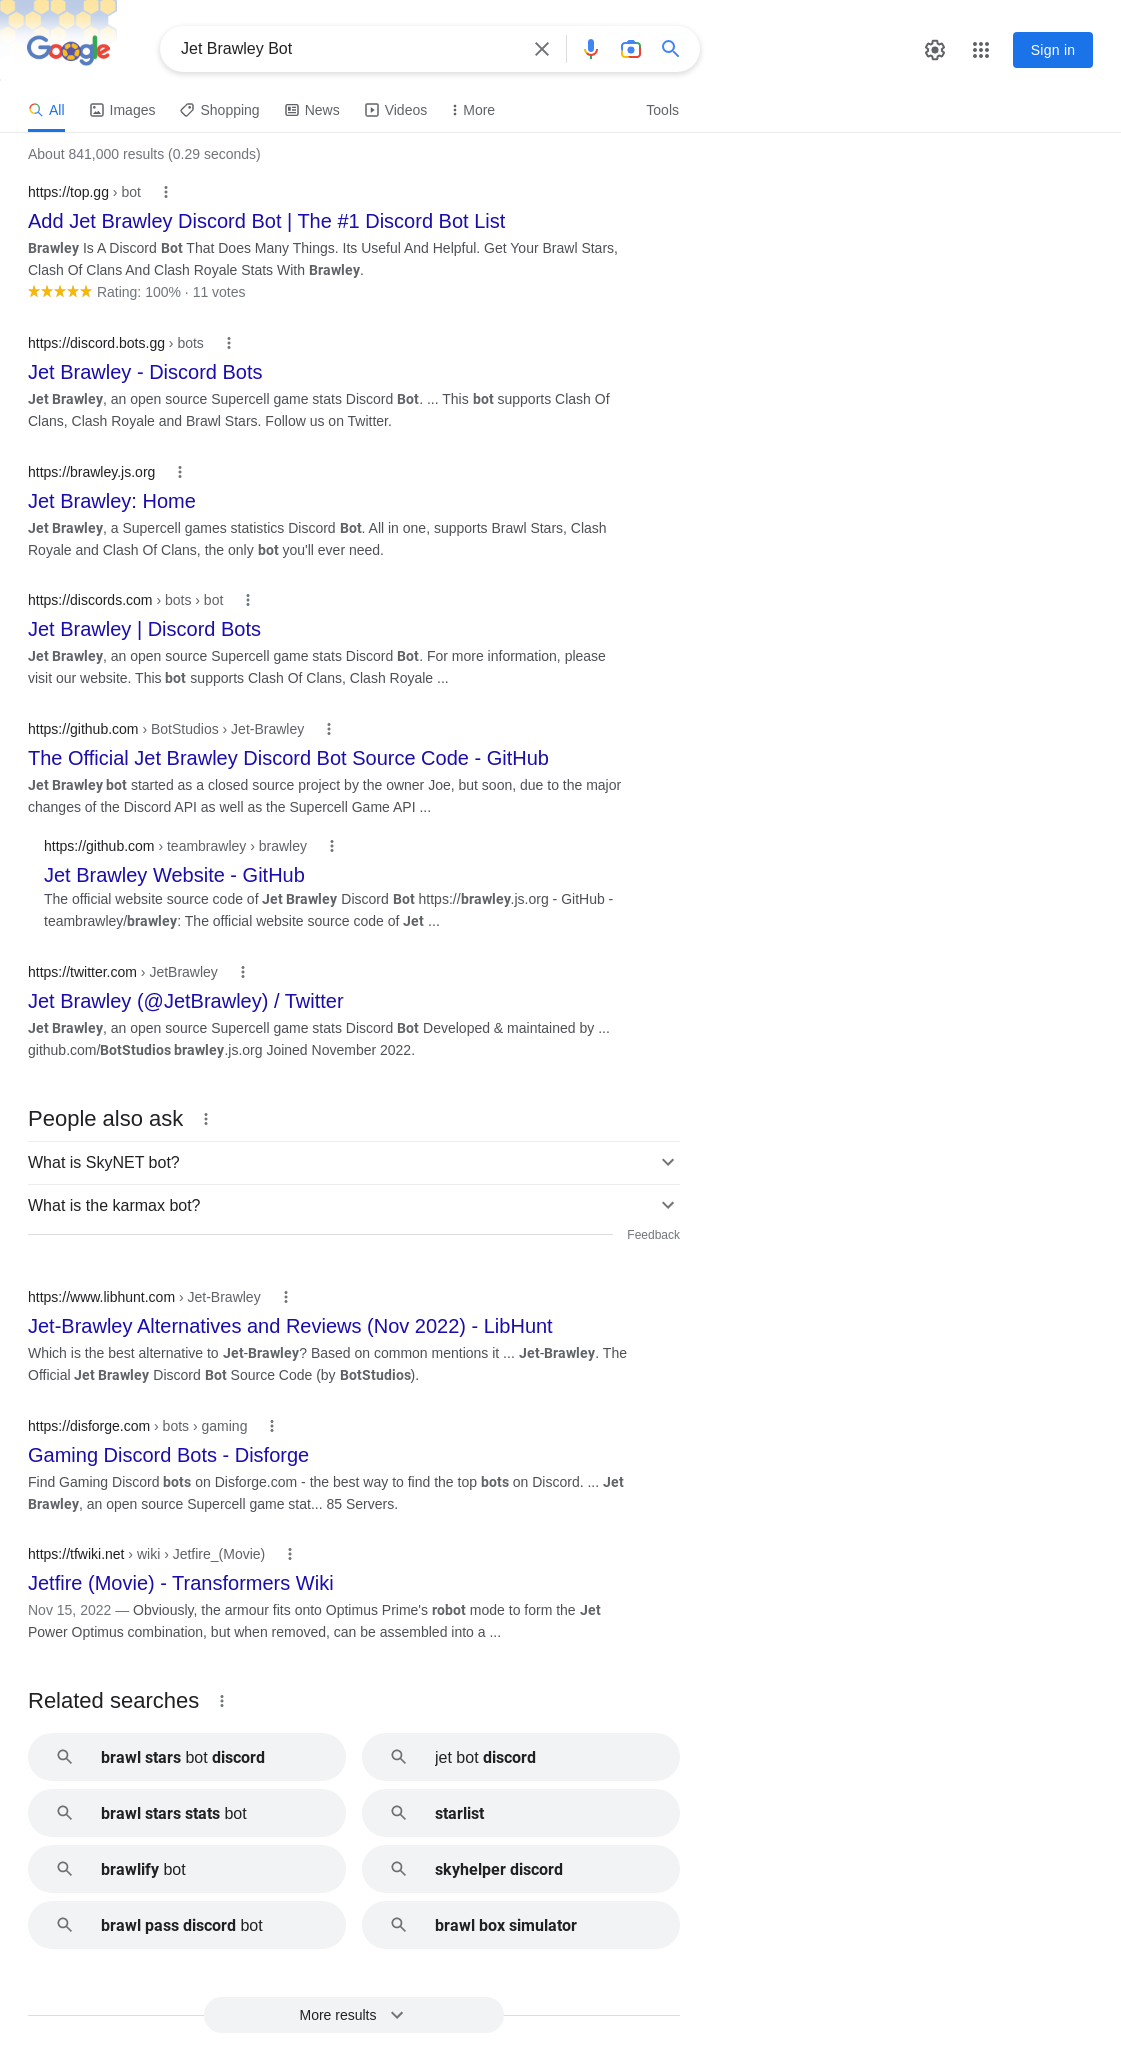 Google
Jet Brawley Bot
Sign in
All Images Shopping News Videos More Tools
About 841,000 results (0.29 seconds)
https://top.gg › bot
Add Jet Brawley Discord Bot | The #1 Discord Bot List
Brawley Is A Discord Bot That Does Many Things. Its Useful And Helpful. Get Your Brawl Stars,
Clash Of Clans And Clash Royale Stats With Brawley.
Rating: 100% · 11 votes
https://discord.bots.gg › bots
Jet Brawley - Discord Bots
Jet Brawley, an open source Supercell game stats Discord Bot. ... This bot supports Clash Of
Clans, Clash Royale and Brawl Stars. Follow us on Twitter.
https://brawley.js.org
Jet Brawley: Home
Jet Brawley, a Supercell games statistics Discord Bot. All in one, supports Brawl Stars, Clash
Royale and Clash Of Clans, the only bot you'll ever need.
https://discords.com › bots › bot
Jet Brawley | Discord Bots
Jet Brawley, an open source Supercell game stats Discord Bot. For more information, please
visit our website. This bot supports Clash Of Clans, Clash Royale ...
https://github.com › BotStudios › Jet-Brawley
The Official Jet Brawley Discord Bot Source Code - GitHub
Jet Brawley bot started as a closed source project by the owner Joe, but soon, due to the major
changes of the Discord API as well as the Supercell Game API ...
https://github.com › teambrawley › brawley
Jet Brawley Website - GitHub
The official website source code of Jet Brawley Discord Bot https://brawley.js.org - GitHub -
teambrawley/brawley: The official website source code of Jet ...
https://twitter.com › JetBrawley
Jet Brawley (@JetBrawley) / Twitter
Jet Brawley, an open source Supercell game stats Discord Bot Developed & maintained by ...
github.com/BotStudios brawley.js.org Joined November 2022.
People also ask
What is SkyNET bot?
What is the karmax bot?
Feedback
https://www.libhunt.com › Jet-Brawley
Jet-Brawley Alternatives and Reviews (Nov 2022) - LibHunt
Which is the best alternative to Jet-Brawley? Based on common mentions it ... Jet-Brawley. The
Official Jet Brawley Discord Bot Source Code (by BotStudios).
https://disforge.com › bots › gaming
Gaming Discord Bots - Disforge
Find Gaming Discord bots on Disforge.com - the best way to find the top bots on Discord. ... Jet
Brawley, an open source Supercell game stat... 85 Servers.
https://tfwiki.net › wiki › Jetfire_(Movie)
Jetfire (Movie) - Transformers Wiki
Nov 15, 2022 — Obviously, the armour fits onto Optimus Prime's robot mode to form the Jet
Power Optimus combination, but when removed, can be assembled into a ...
Related searches
brawl stars bot discord
jet bot discord
brawl stars stats bot
starlist
brawlify bot
skyhelper discord
brawl pass discord bot
brawl box simulator
More results